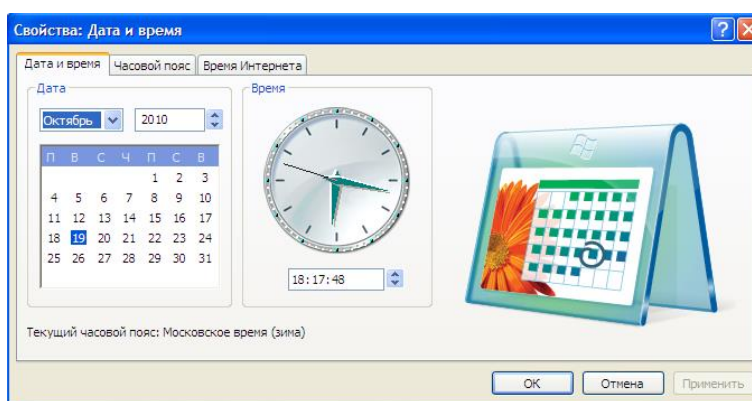 Свойства: Дата и время
Дата и время Часовой пояс Время Интернета
Дата
Время
Октябрь 2010
П В С Ч П С В
1 2 3
4 5 6 7 8 9 10
11 12 13 14 15 16 17
18 19 20 21 22 23 24
25 26 27 28 29 30 31
18:17:48
Текущий часовой пояс: Московское время (зима)
ОК Отмена Применить